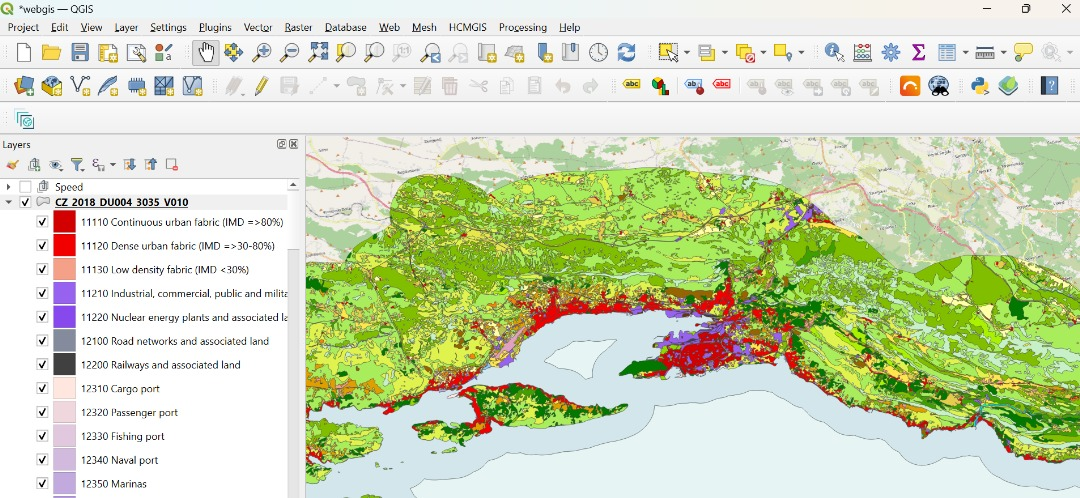 *webgis — QGIS
Project Edit View Layer Settings Plugins Vector Raster Database Web Mesh HCMGIS Processing Help
Layers
Speed
CZ_2018_DU004_3035_V010
11110 Continuous urban fabric (IMD =>80%)
11120 Dense urban fabric (IMD =>30-80%)
11130 Low density fabric (IMD <30%)
11210 Industrial, commercial, public and milita
11220 Nuclear energy plants and associated la
12100 Road networks and associated land
12200 Railways and associated land
12310 Cargo port
12320 Passenger port
12330 Fishing port
12340 Naval port
12350 Marinas